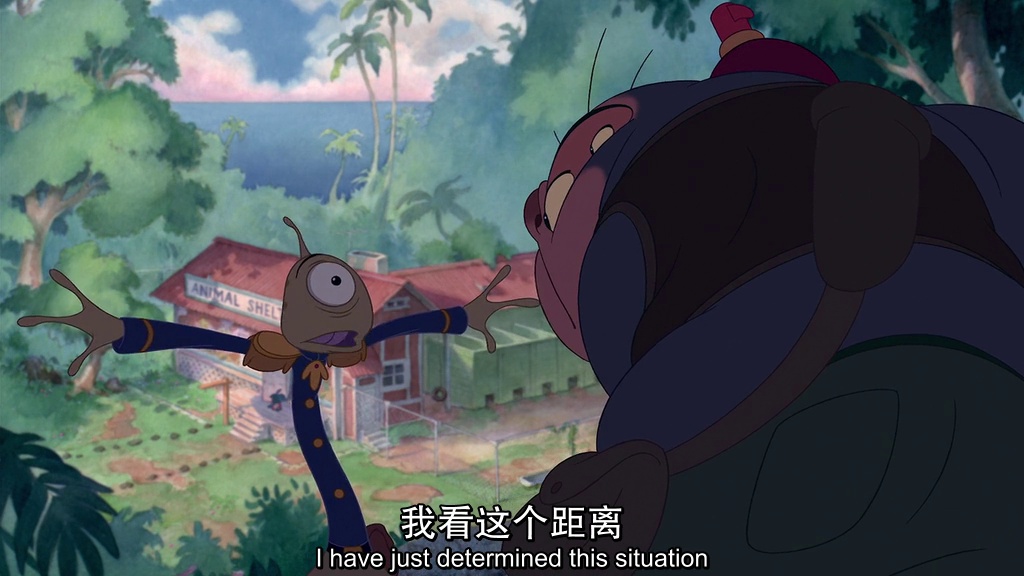 ANIMAL SHEL
我看这个距离
I have just determined this situation